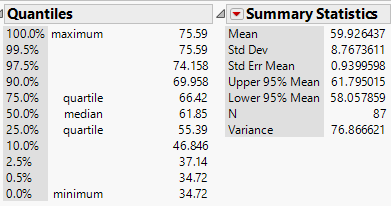 Quantiles
100.0% maximum 75.59
99.5% 75.59
97.5% 74.158
90.0% 69.958
75.0% quartile 66.42
50.0% median 61.85
25.0% quartile 55.39
10.0% 46.846
2.5% 37.14
0.5% 34.72
0.0% minimum 34.72
Summary Statistics
Mean 59.926437
Std Dev 8.7673611
Std Err Mean 0.9399598
Upper 95% Mean 61.795015
Lower 95% Mean 58.057859
N 87
Variance 76.866621